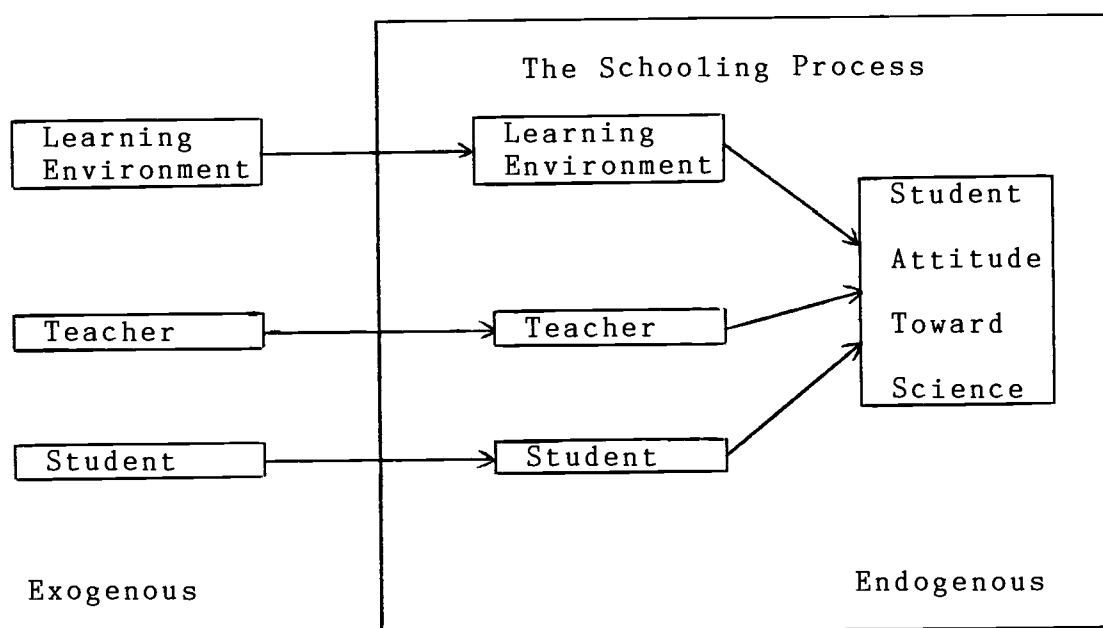 The Schooling Process
Learning
Environment
Learning
Environment
Student
Attitude
Toward
Science
Teacher
Teacher
Student
Student
Exogenous
Endogenous